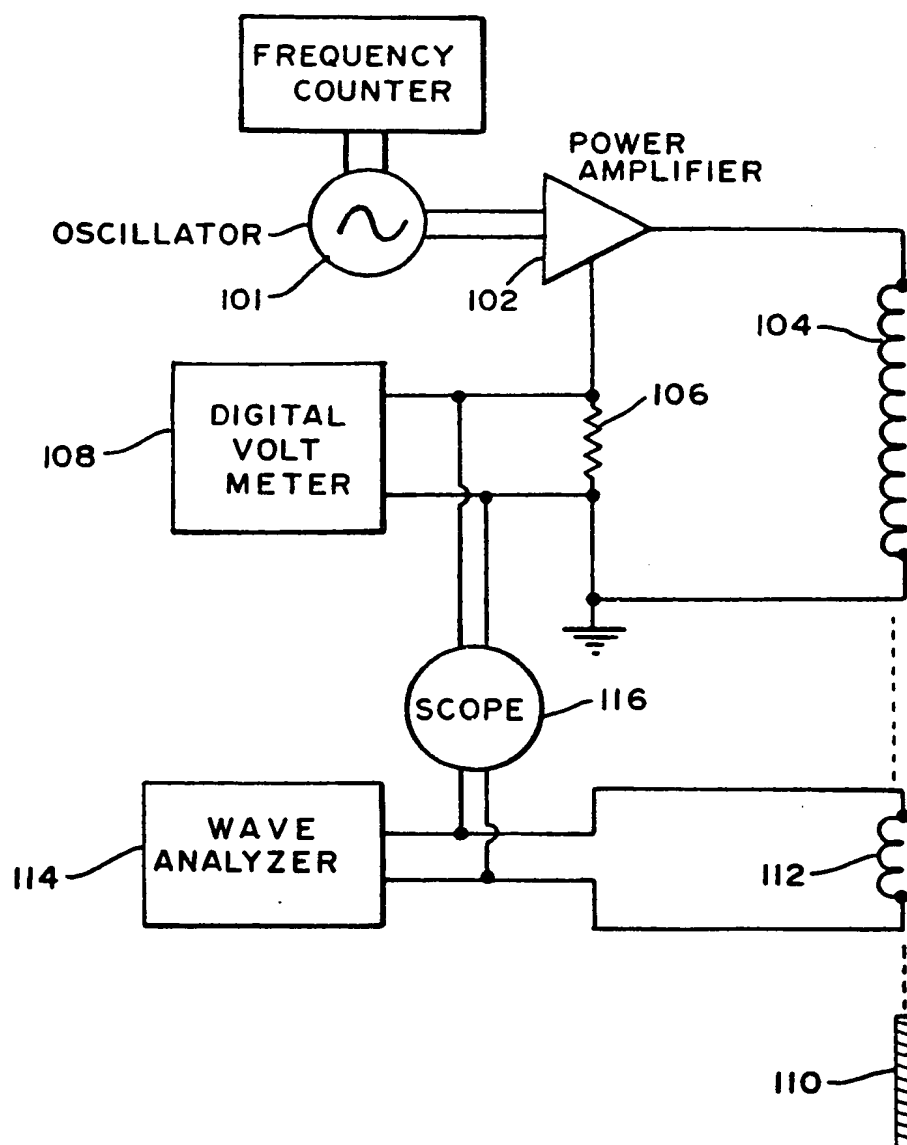 FREQUENCY
COUNTER
POWER
AMPLIFIER
OSCILLATOR
101
102
104
106
DIGITAL
VOLT
METER
108
SCOPE
116
WAVE
ANALYZER
114
112
110